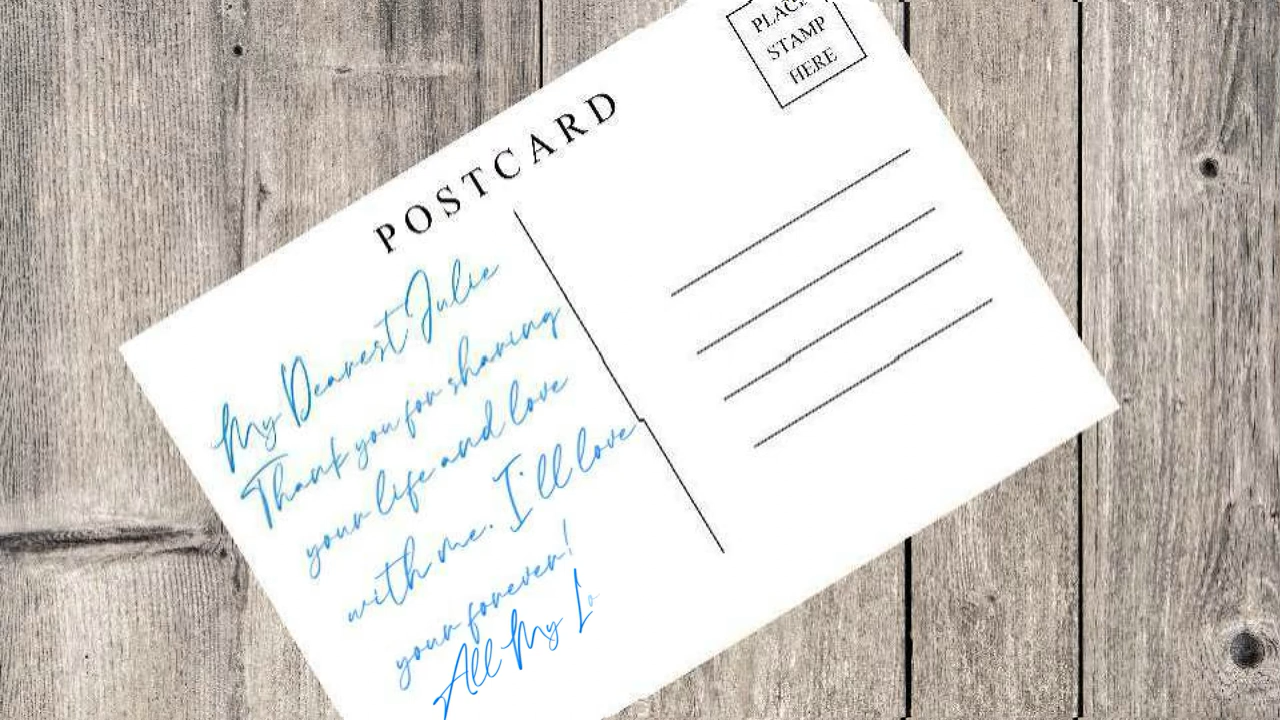 POSTCARD
PLACE
STAMP
HERE
My Dearest Julie
Thank you for sharing
your life and love
with me. I'll love
your forever!
All My Lo